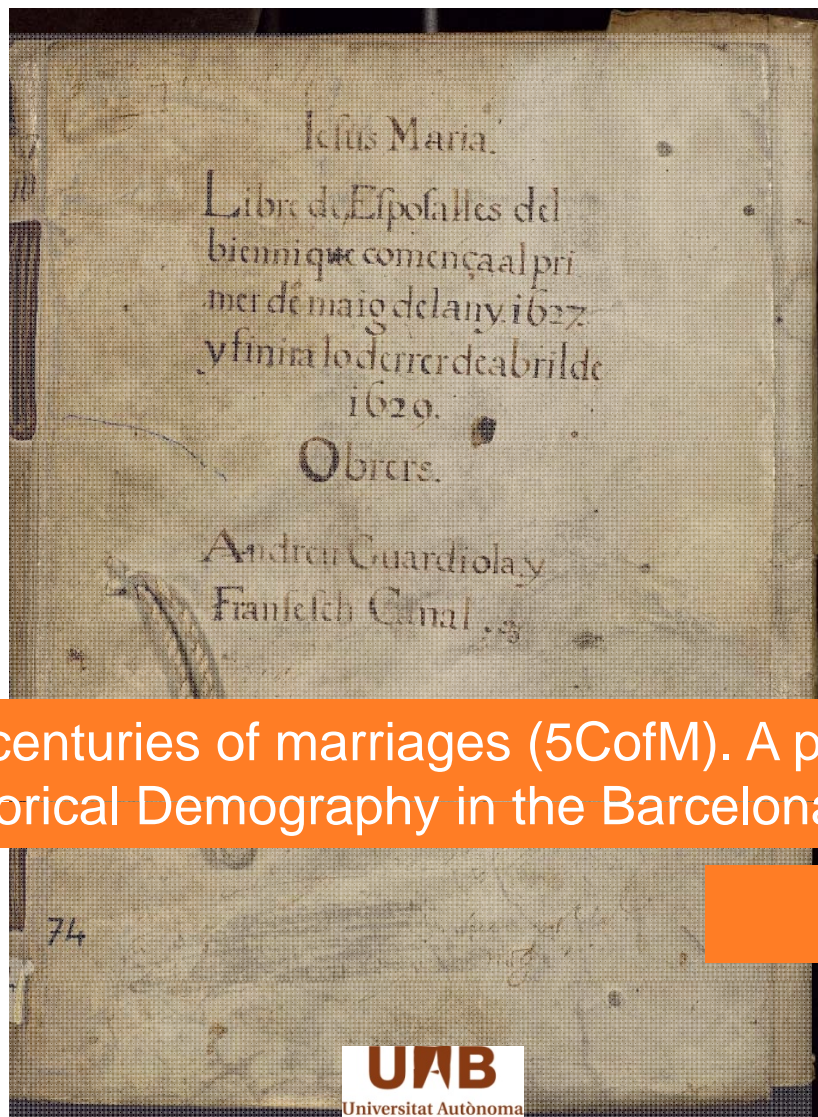 Iesus Maria.
Libre de Esposalles del
bienni que comença al pri
mer de maig del any. 1627.
y finira lo derrer de abril de
1629.
Obrers.
Andreu Guardiola. y
Fransesch Canal.
centuries of marriages (5CofM). A p
orical Demography in the Barcelona
74
UAB
Universitat Autònoma